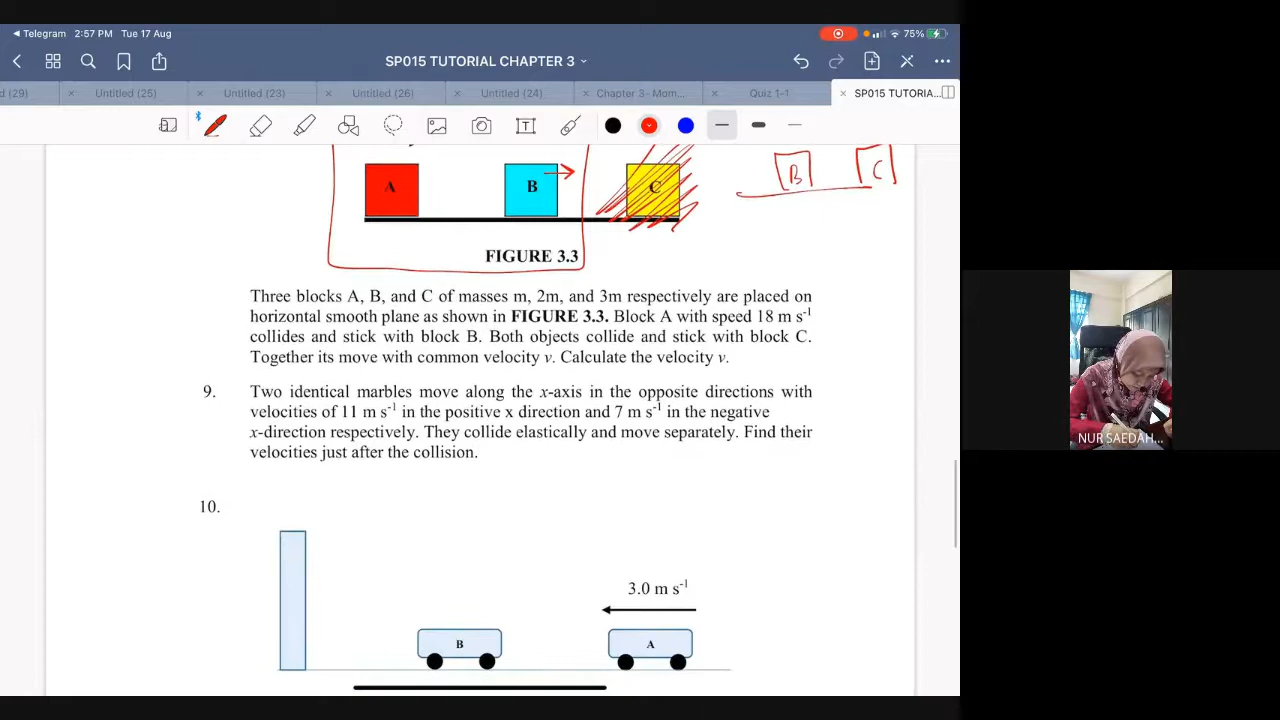 ◀ Telegram 2:57 PM Tue 17 Aug 75%
SP015 TUTORIAL CHAPTER 3
d (29) Untitled (25) Untitled (23) Untitled (26) Untitled (24) Chapter 3- Mom... Quiz 1-1 SP015 TUTORIA...
T
A B C B C
FIGURE 3.3
Three blocks A, B, and C of masses m, 2m, and 3m respectively are placed on
horizontal smooth plane as shown in FIGURE 3.3. Block A with speed 18 m s⁻¹
collides and stick with block B. Both objects collide and stick with block C.
Together its move with common velocity v. Calculate the velocity v.
9. Two identical marbles move along the x-axis in the opposite directions with
velocities of 11 m s⁻¹ in the positive x direction and 7 m s⁻¹ in the negative
x-direction respectively. They collide elastically and move separately. Find their
velocities just after the collision.
NUR SAEDAH...
10.
3.0 m s⁻¹
B A